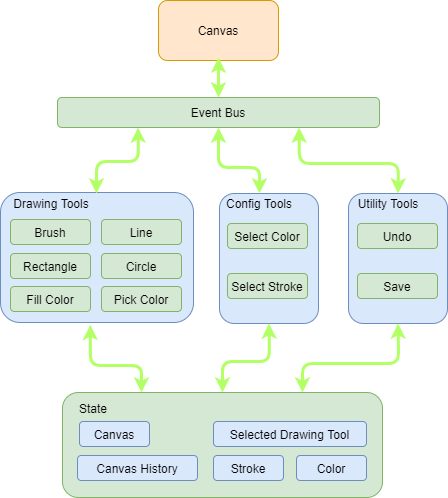 Canvas
Event Bus
Drawing Tools
Brush
Line
Rectangle
Circle
Fill Color
Pick Color
Config Tools
Select Color
Select Stroke
Utility Tools
Undo
Save
State
Canvas
Selected Drawing Tool
Canvas History
Stroke
Color